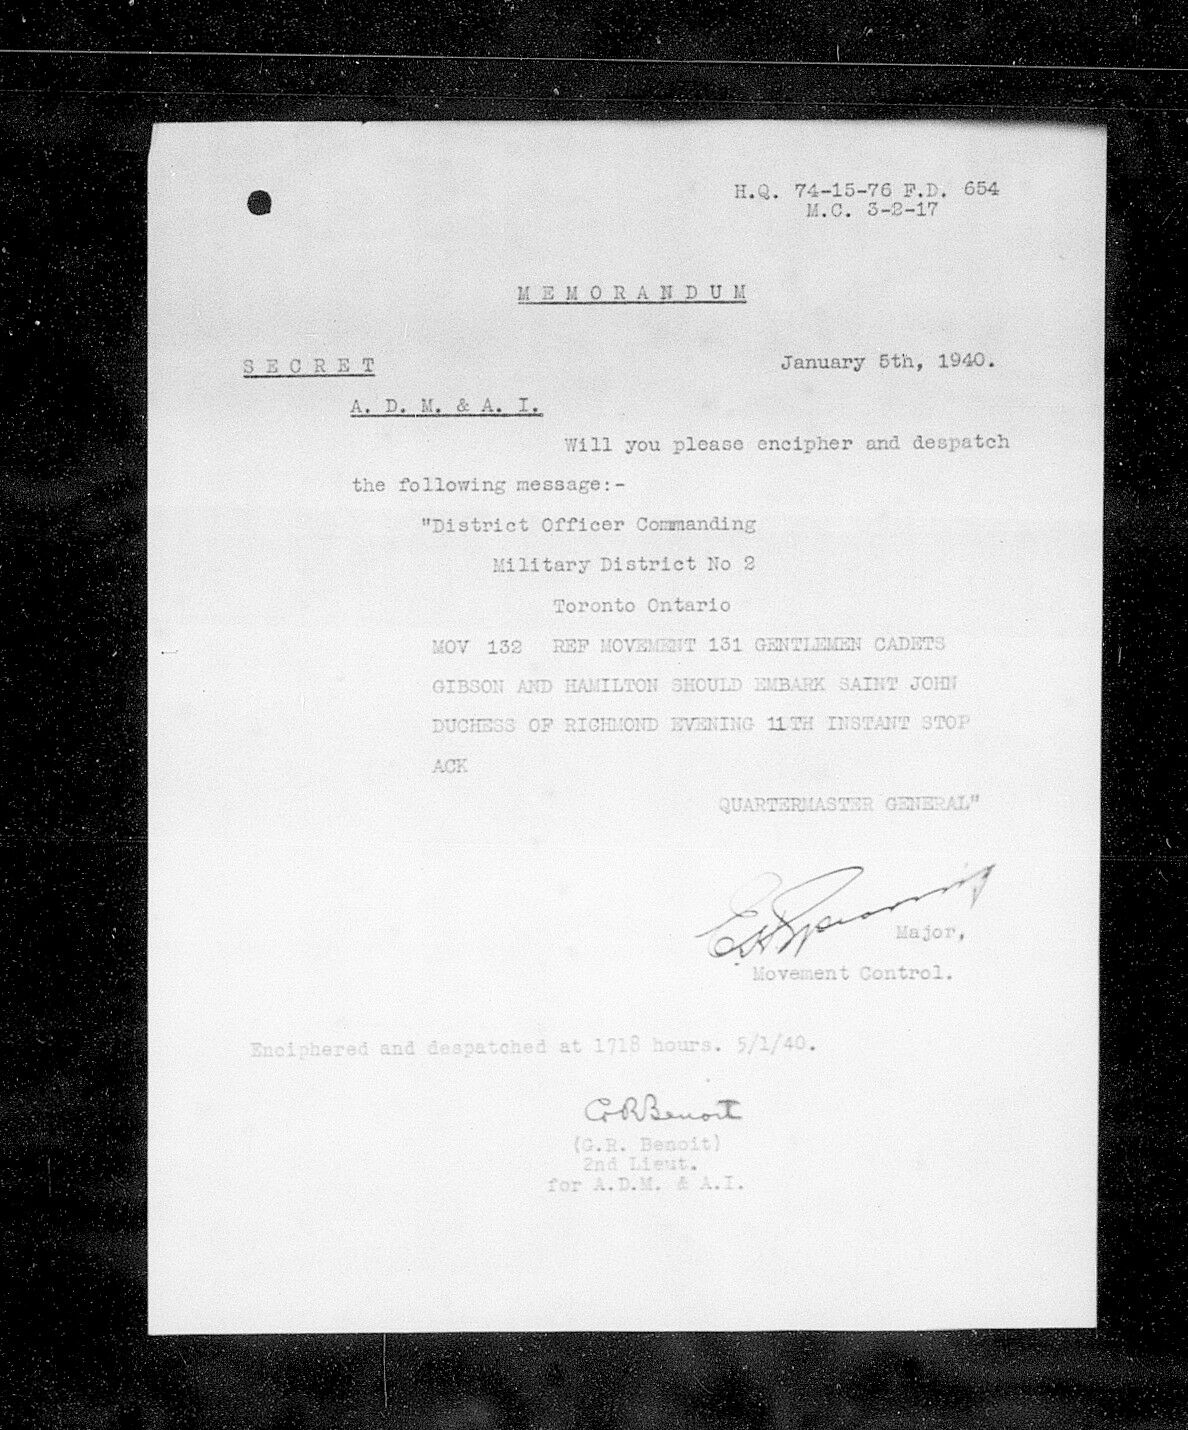 H.Q. 74-15-76 F.D. 654
M.C. 3-2-17
MEMORANDUM
SECRET
January 5th, 1940.
A. D. M. & A. I.
Will you please encipher and despatch
the following message:-
"District Officer Commanding
Military District No 2
Toronto Ontario
MOV 132 REF MOVEMENT 131 GENTLEMEN CADETS
GIBSON AND HAMILTON SHOULD EMBARK SAINT JOHN
DUCHESS OF RICHMOND EVENING 11TH INSTANT STOP
ACK
QUARTERMASTER GENERAL"
Major,
Movement Control.
Enciphered and despatched at 1718 hours. 5/1/40.
G R Benoit
(G.R. Benoit)
2nd Lieut.
for A.D.M. & A.I.